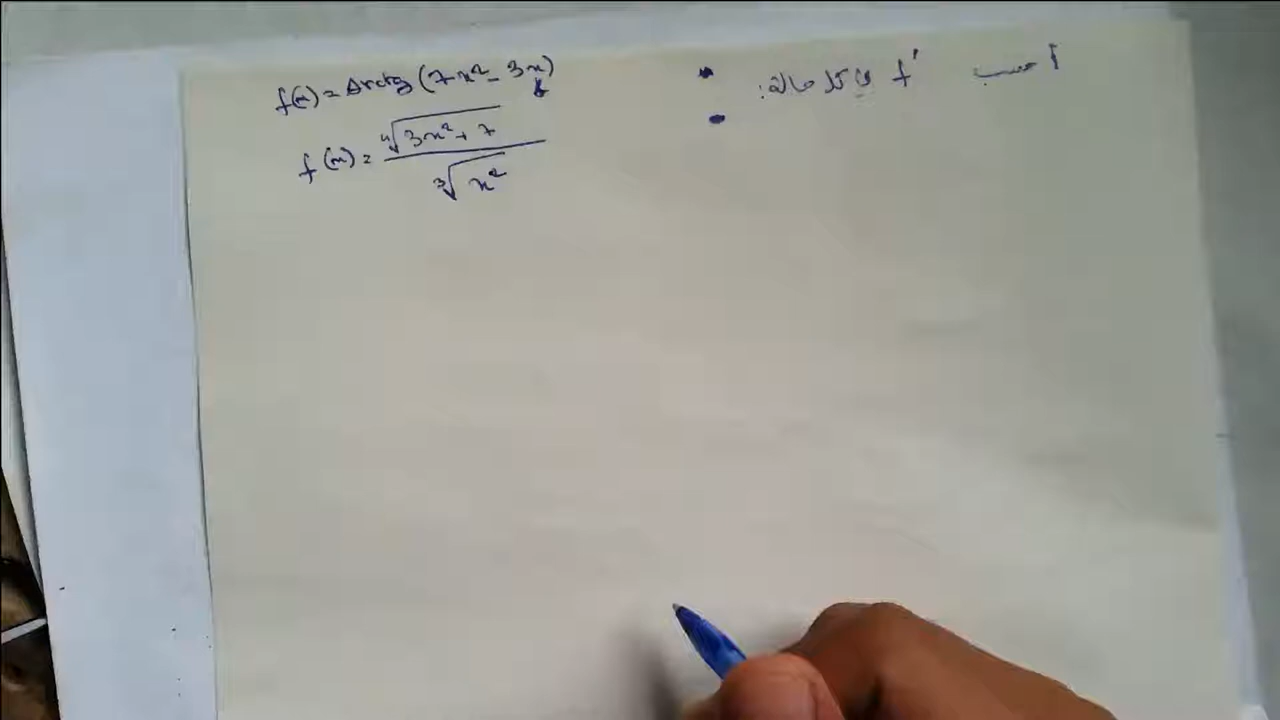 أحسب f' في كل حالة:
• f(x) = Arctg(7x² - 3x)
• f(x) = ⁴√(3x² + 7) / ³√(x²)